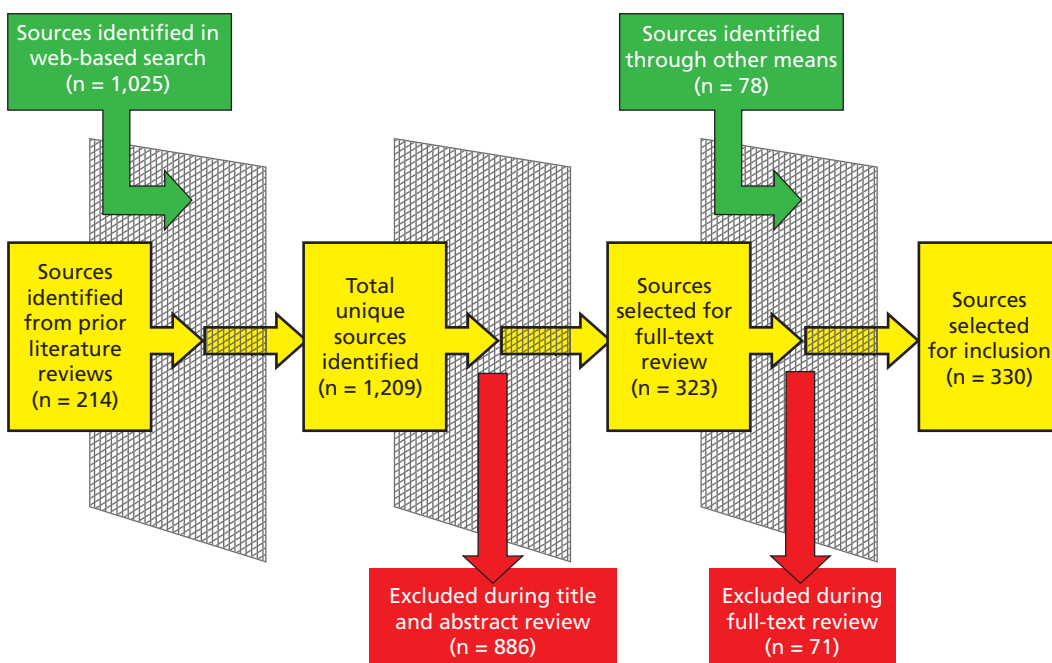 Sources identified in
web-based search
(n = 1,025)
Sources identified
through other means
(n = 78)
Sources
identified
from prior
literature
reviews
(n = 214)
Total
unique
sources
identified
(n = 1,209)
Sources
selected for
full-text
review
(n = 323)
Sources
selected
for inclusion
(n = 330)
Excluded during title
and abstract review
(n = 886)
Excluded during
full-text review
(n = 71)